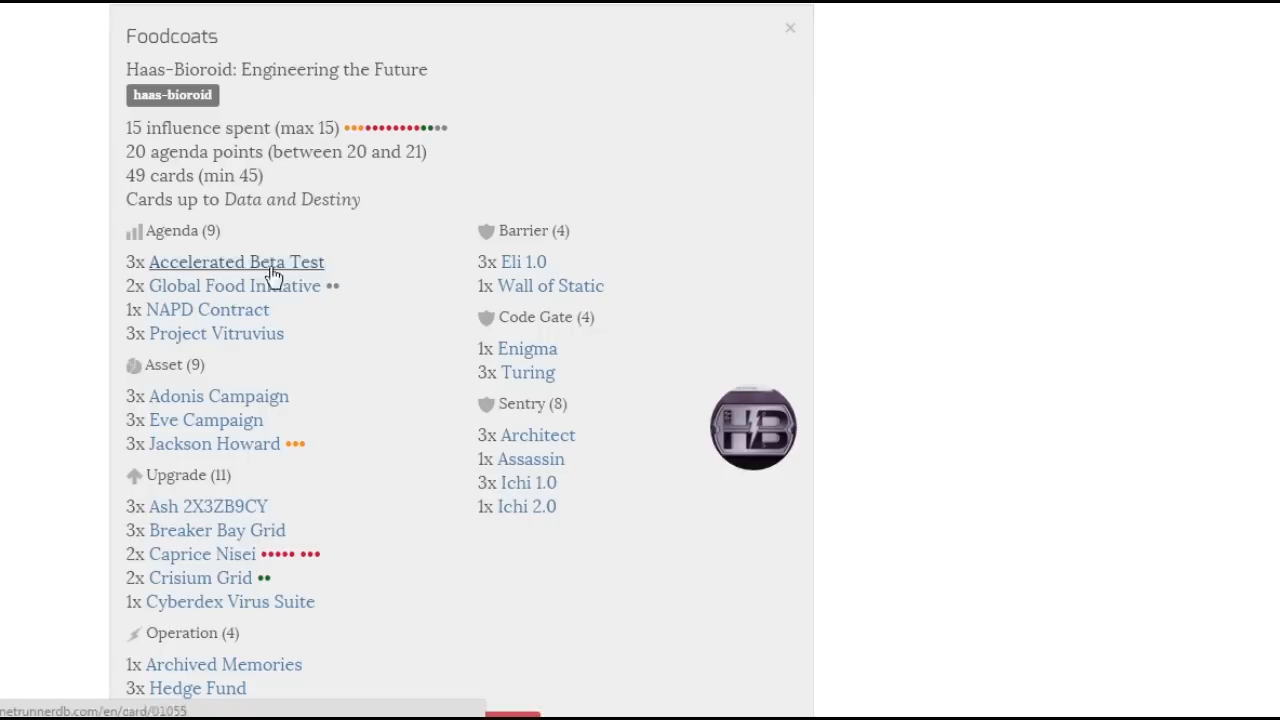 Foodcoats
×
Haas-Bioroid: Engineering the Future
haas-bioroid
15 influence spent (max 15)
20 agenda points (between 20 and 21)
49 cards (min 45)
Cards up to Data and Destiny
Agenda (9)
3x Accelerated Beta Test
2x Global Food Initiative
1x NAPD Contract
3x Project Vitruvius
Asset (9)
3x Adonis Campaign
3x Eve Campaign
3x Jackson Howard
Upgrade (11)
3x Ash 2X3ZB9CY
3x Breaker Bay Grid
2x Caprice Nisei
2x Crisium Grid
1x Cyberdex Virus Suite
Operation (4)
1x Archived Memories
3x Hedge Fund
Barrier (4)
3x Eli 1.0
1x Wall of Static
Code Gate (4)
1x Enigma
3x Turing
Sentry (8)
3x Architect
1x Assassin
3x Ichi 1.0
1x Ichi 2.0
HB
netrunnerdb.com/en/card/01055